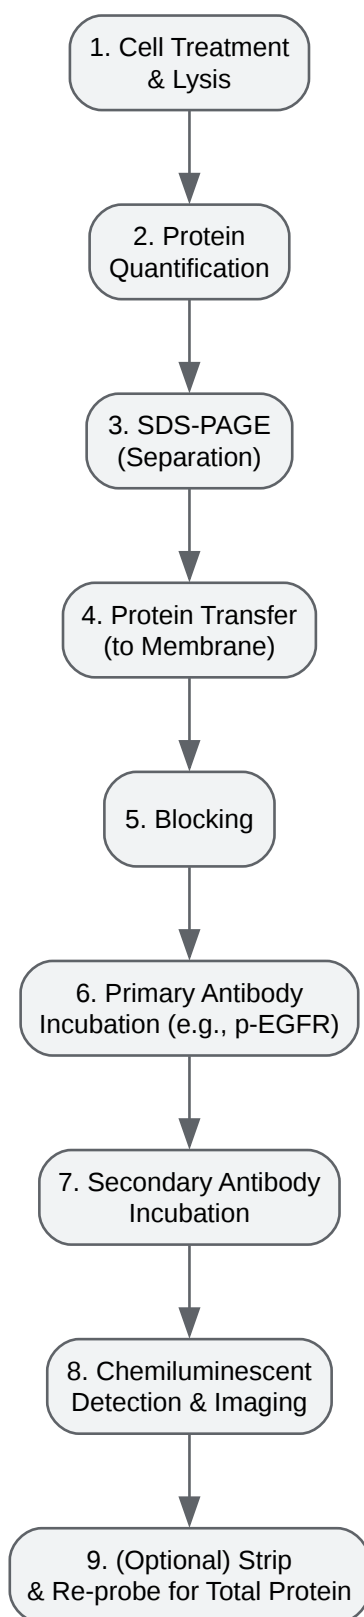 1. Cell Treatment
& Lysis
2. Protein
Quantification
3. SDS-PAGE
(Separation)
4. Protein Transfer
(to Membrane)
5. Blocking
6. Primary Antibody
Incubation (e.g., p-EGFR)
7. Secondary Antibody
Incubation
8. Chemiluminescent
Detection & Imaging
9. (Optional) Strip
& Re-probe for Total Protein